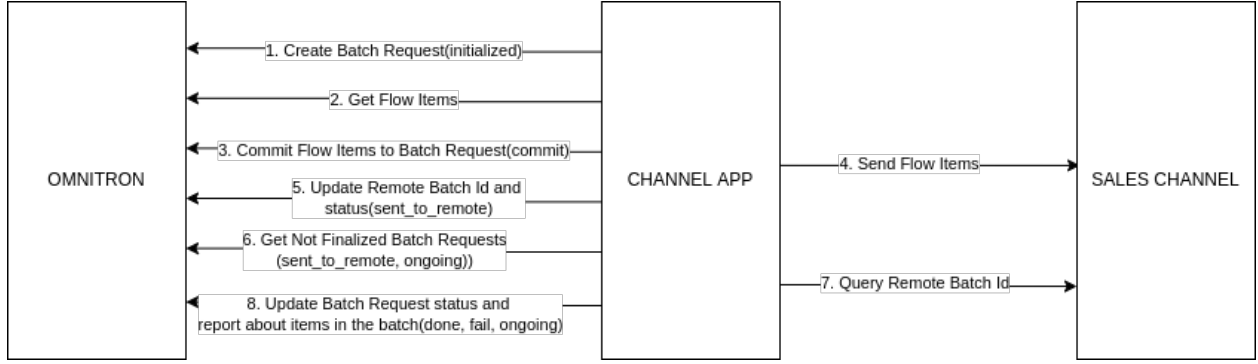 OMNITRON
1. Create Batch Request(initialized)
2. Get Flow Items
3. Commit Flow Items to Batch Request(commit)
5. Update Remote Batch Id and
status(sent_to_remote)
6. Get Not Finalized Batch Requests
(sent_to_remote, ongoing))
8. Update Batch Request status and
report about items in the batch(done, fail, ongoing)
CHANNEL APP
4. Send Flow Items
7. Query Remote Batch Id
SALES CHANNEL